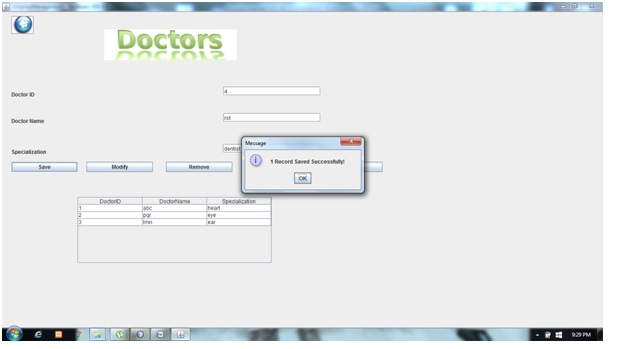 Doctors
Doctor ID
4
Doctor Name
rst
Specialization
dentist
Message
1 Record Saved Successfully!
OK
Save
Modify
Remove
DoctorID DoctorName Specialization
1 abc heart
2 pqr eye
3 lmn ear
9:29 PM